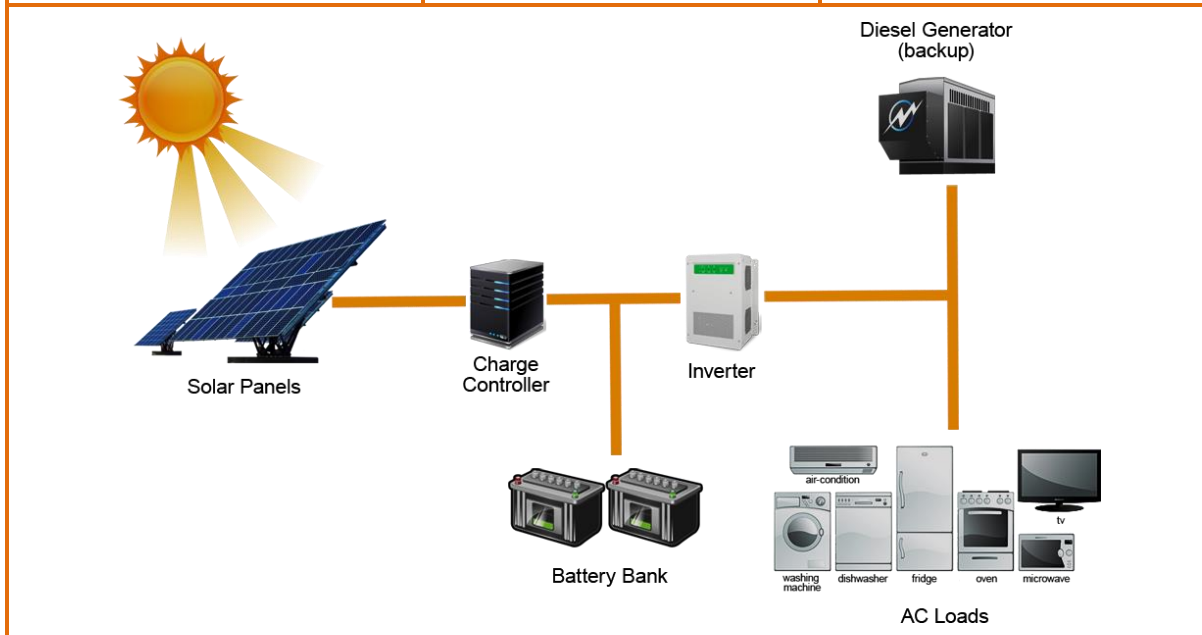 Diesel Generator
(backup)
Solar Panels
Charge
Controller
Inverter
Battery Bank
air-condition
tv
washing
machine
dishwasher
fridge
oven
microwave
AC Loads